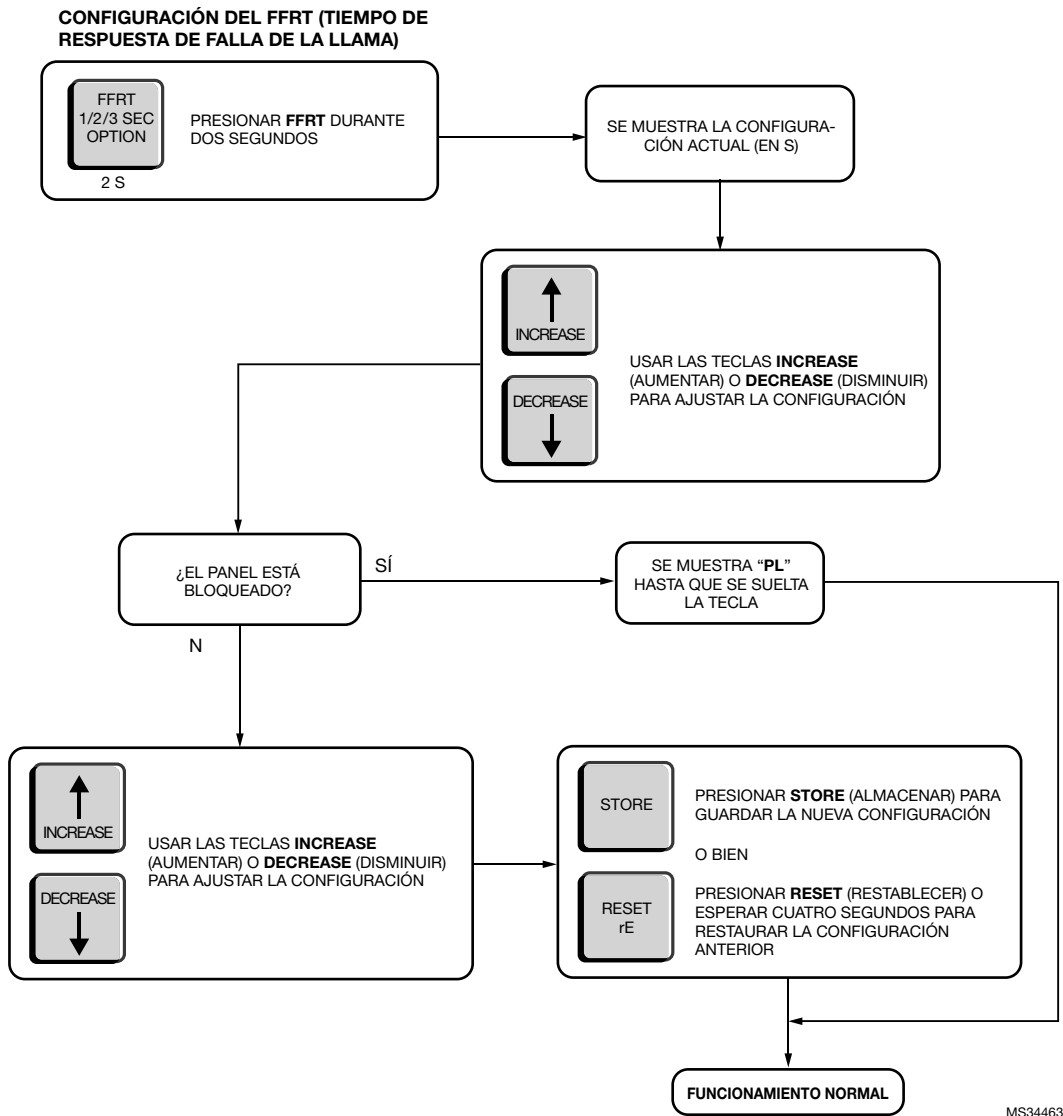 CONFIGURACIÓN DEL FFRT (TIEMPO DE
RESPUESTA DE FALLA DE LA LLAMA)
FFRT
1/2/3 SEC
OPTION
2 S
PRESIONAR FFRT DURANTE
DOS SEGUNDOS
SE MUESTRA LA CONFIGURA-
CIÓN ACTUAL (EN S)
INCREASE
DECREASE
USAR LAS TECLAS INCREASE
(AUMENTAR) O DECREASE (DISMINUIR)
PARA AJUSTAR LA CONFIGURACIÓN
¿EL PANEL ESTÁ
BLOQUEADO?
SÍ
N
SE MUESTRA “PL”
HASTA QUE SE SUELTA
LA TECLA
INCREASE
DECREASE
USAR LAS TECLAS INCREASE
(AUMENTAR) O DECREASE (DISMINUIR)
PARA AJUSTAR LA CONFIGURACIÓN
STORE
PRESIONAR STORE (ALMACENAR) PARA
GUARDAR LA NUEVA CONFIGURACIÓN
O BIEN
RESET
rE
PRESIONAR RESET (RESTABLECER) O
ESPERAR CUATRO SEGUNDOS PARA
RESTAURAR LA CONFIGURACIÓN
ANTERIOR
FUNCIONAMIENTO NORMAL
MS34463